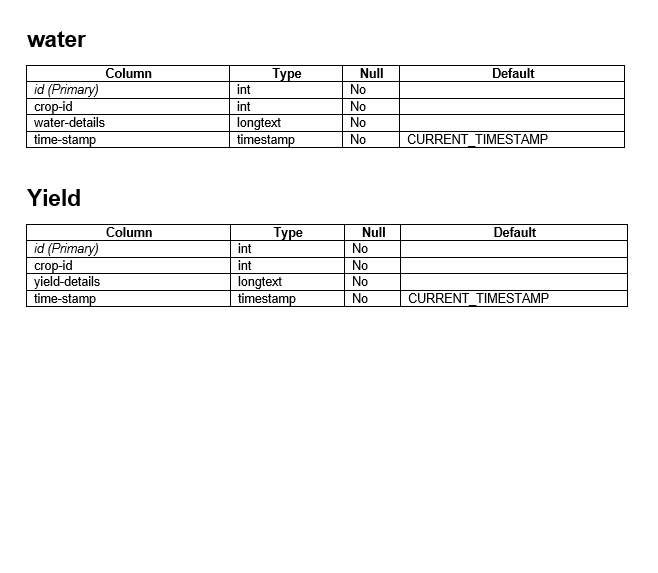 water
Column Type Null Default
id (Primary) int No
crop-id int No
water-details longtext No
time-stamp timestamp No CURRENT_TIMESTAMP
Yield
Column Type Null Default
id (Primary) int No
crop-id int No
yield-details longtext No
time-stamp timestamp No CURRENT_TIMESTAMP